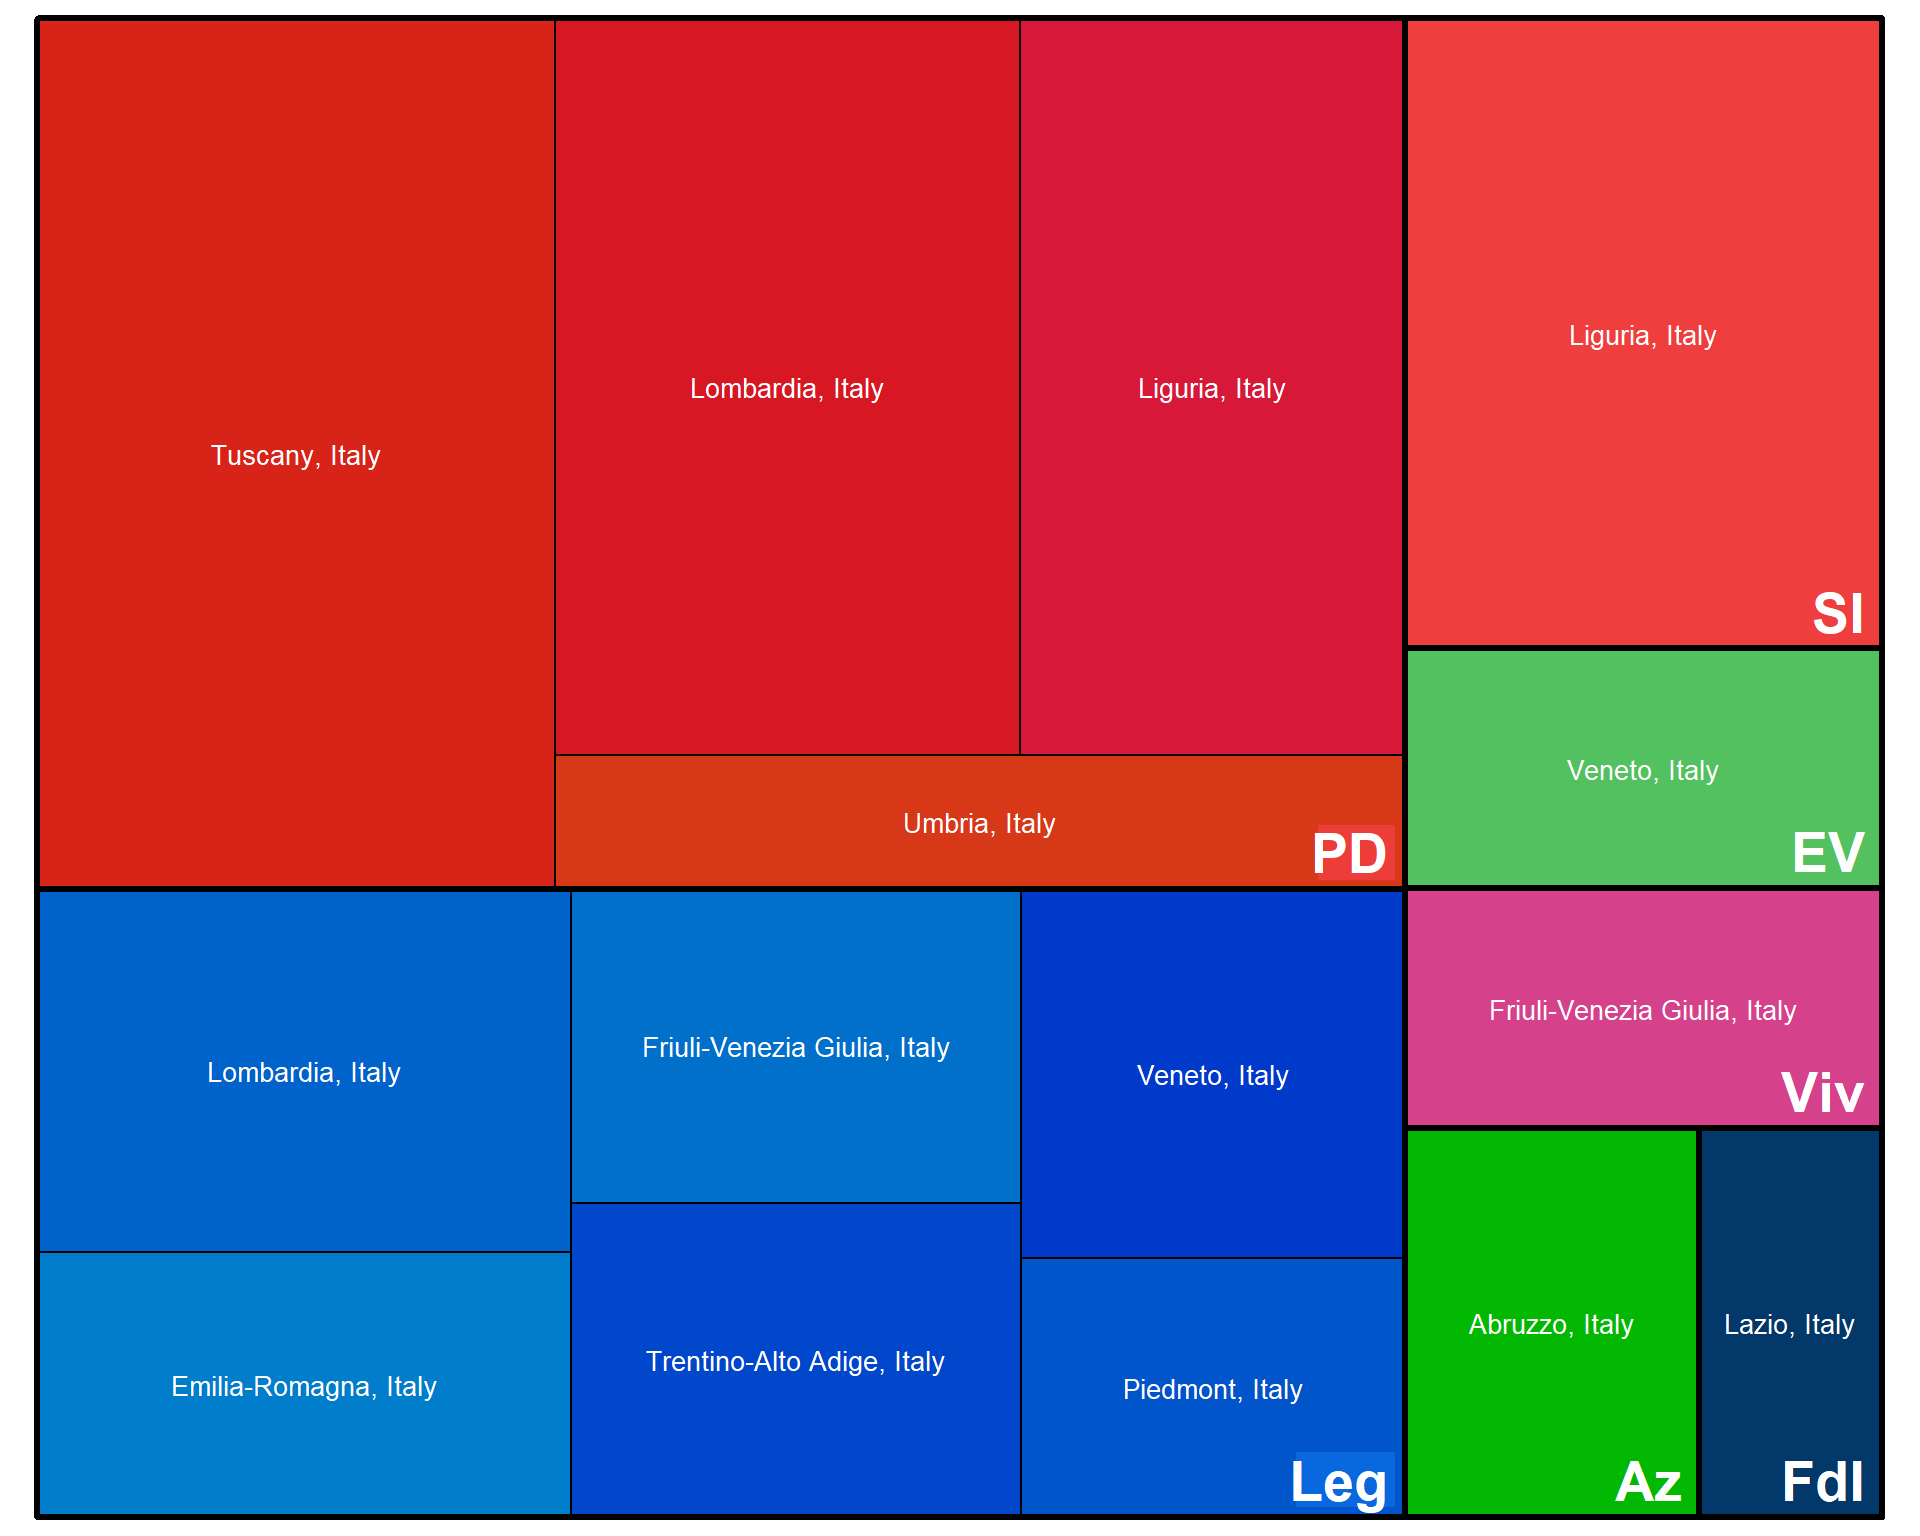 Tuscany, Italy
Lombardia, Italy
Liguria, Italy
Umbria, Italy
PD
Liguria, Italy
SI
Veneto, Italy
EV
Lombardia, Italy
Emilia-Romagna, Italy
Friuli-Venezia Giulia, Italy
Trentino-Alto Adige, Italy
Veneto, Italy
Piedmont, Italy
Leg
Friuli-Venezia Giulia, Italy
Viv
Abruzzo, Italy
Az
Lazio, Italy
FdI